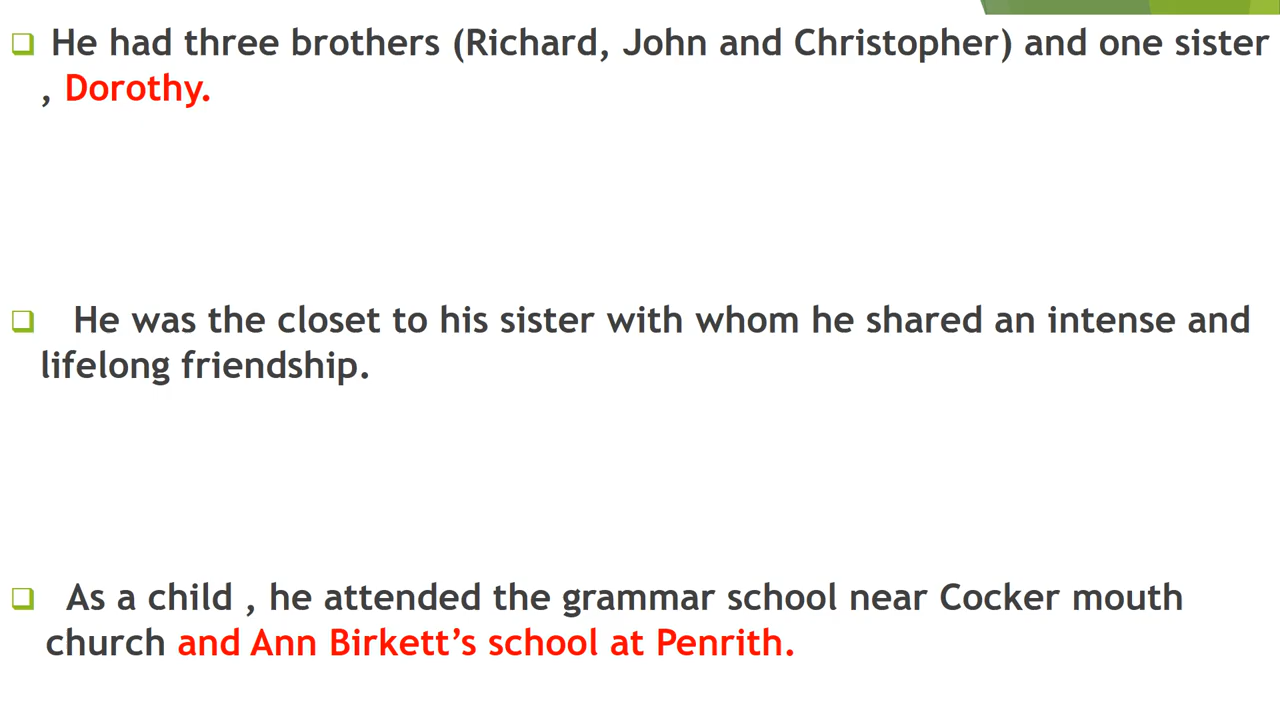 He had three brothers (Richard, John and Christopher) and one sister
, Dorothy.
He was the closet to his sister with whom he shared an intense and
lifelong friendship.
As a child , he attended the grammar school near Cocker mouth
church and Ann Birkett’s school at Penrith.